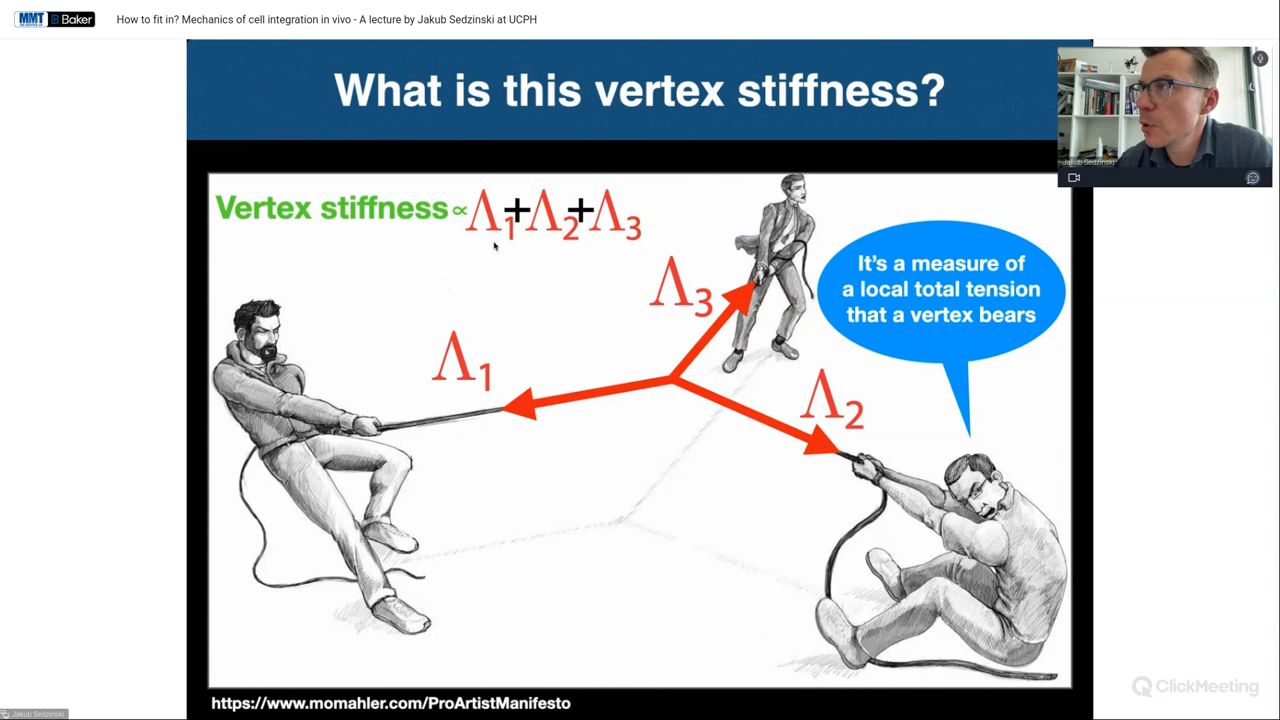 MMT Baker
How to fit in? Mechanics of cell integration in vivo - A lecture by Jakub Sedzinski at UCPH
What is this vertex stiffness?
Jakub Sedzinski
Vertex stiffness ∝ Λ1+Λ2+Λ3
Λ3
It's a measure of
a local total tension
that a vertex bears
Λ1
Λ2
https://www.momahler.com/ProArtistManifesto
ClickMeeting
Jakub Sedzinski